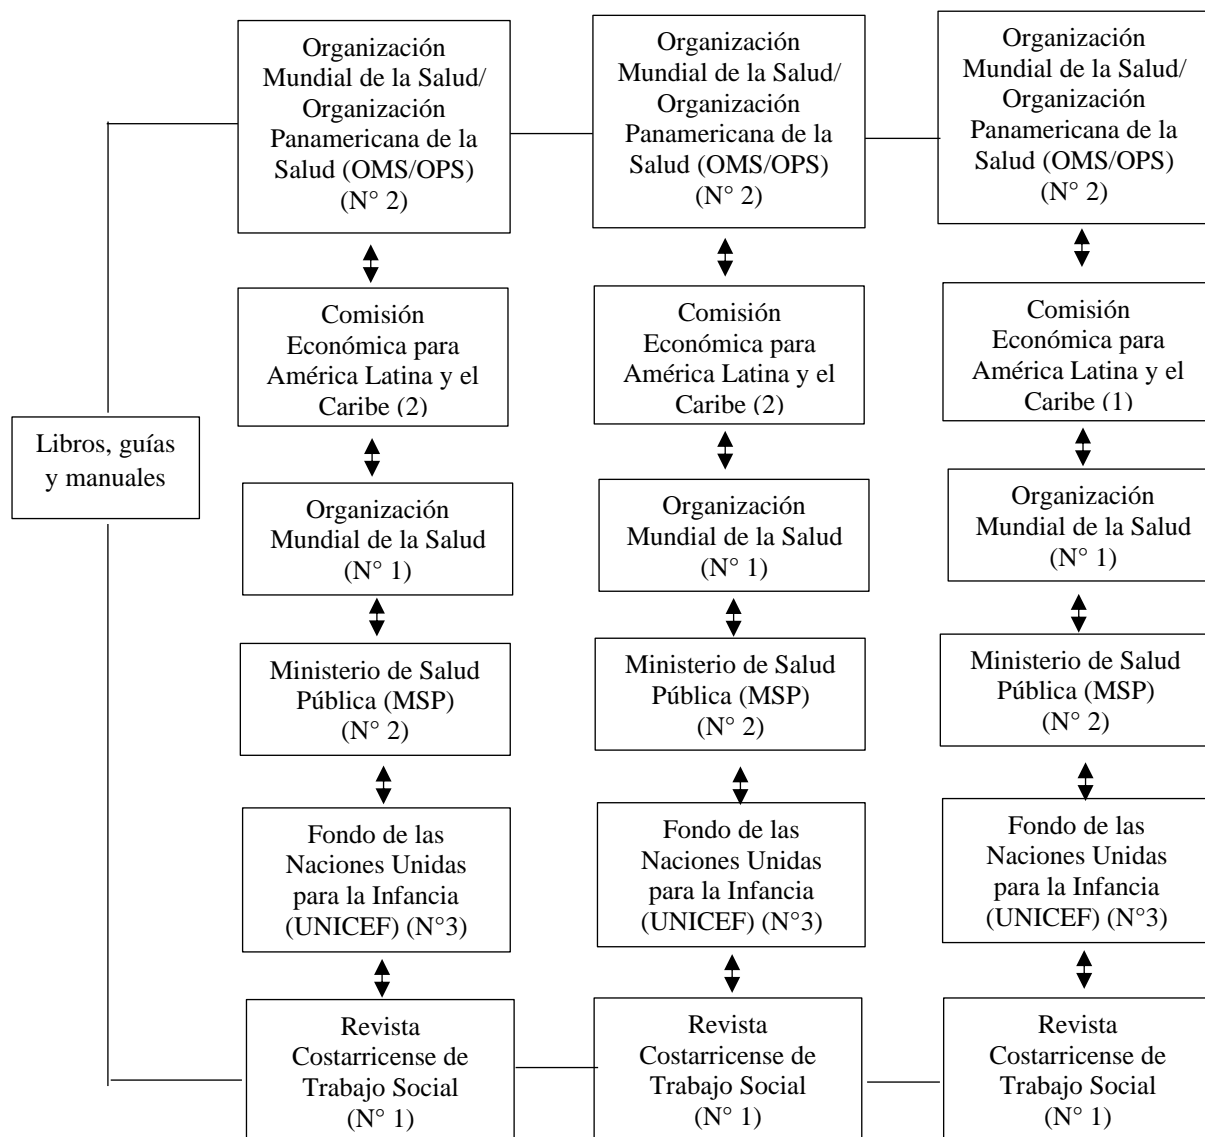 Organización
Mundial de la Salud/
Organización
Panamericana de la
Salud (OMS/OPS)
(N° 2)
Organización
Mundial de la Salud/
Organización
Panamericana de la
Salud (OMS/OPS)
(N° 2)
Organización
Mundial de la Salud/
Organización
Panamericana de la
Salud (OMS/OPS)
(N° 2)
Comisión
Económica para
América Latina y el
Caribe (2)
Comisión
Económica para
América Latina y el
Caribe (2)
Comisión
Económica para
América Latina y el
Caribe (1)
Libros, guías
y manuales
Organización
Mundial de la Salud
(N° 1)
Organización
Mundial de la Salud
(N° 1)
Organización
Mundial de la Salud
(N° 1)
Ministerio de Salud
Pública (MSP)
(N° 2)
Ministerio de Salud
Pública (MSP)
(N° 2)
Ministerio de Salud
Pública (MSP)
(N° 2)
Fondo de las
Naciones Unidas
para la Infancia
(UNICEF) (N°3)
Fondo de las
Naciones Unidas
para la Infancia
(UNICEF) (N°3)
Fondo de las
Naciones Unidas
para la Infancia
(UNICEF) (N°3)
Revista
Costarricense de
Trabajo Social
(N° 1)
Revista
Costarricense de
Trabajo Social
(N° 1)
Revista
Costarricense de
Trabajo Social
(N° 1)